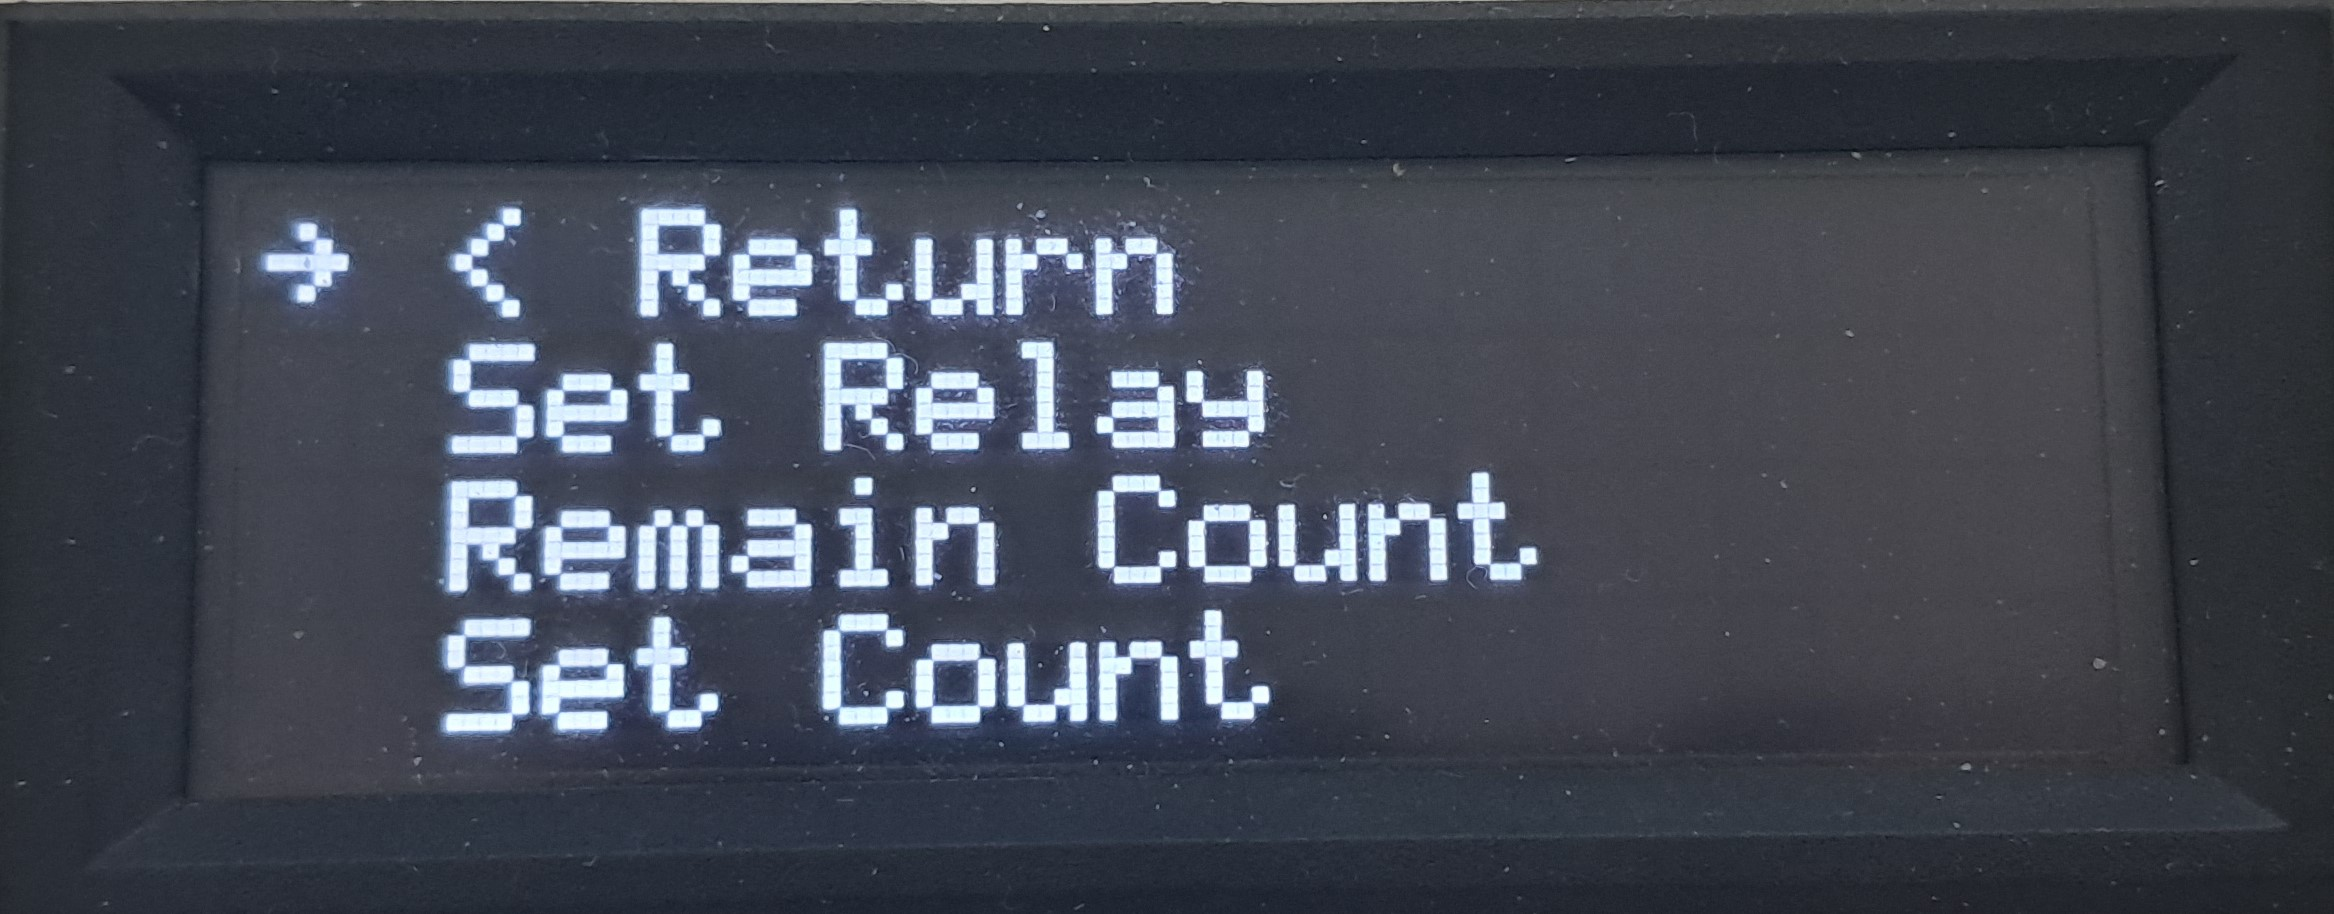 → < Return
Set Relay
Remain Count
Set Count